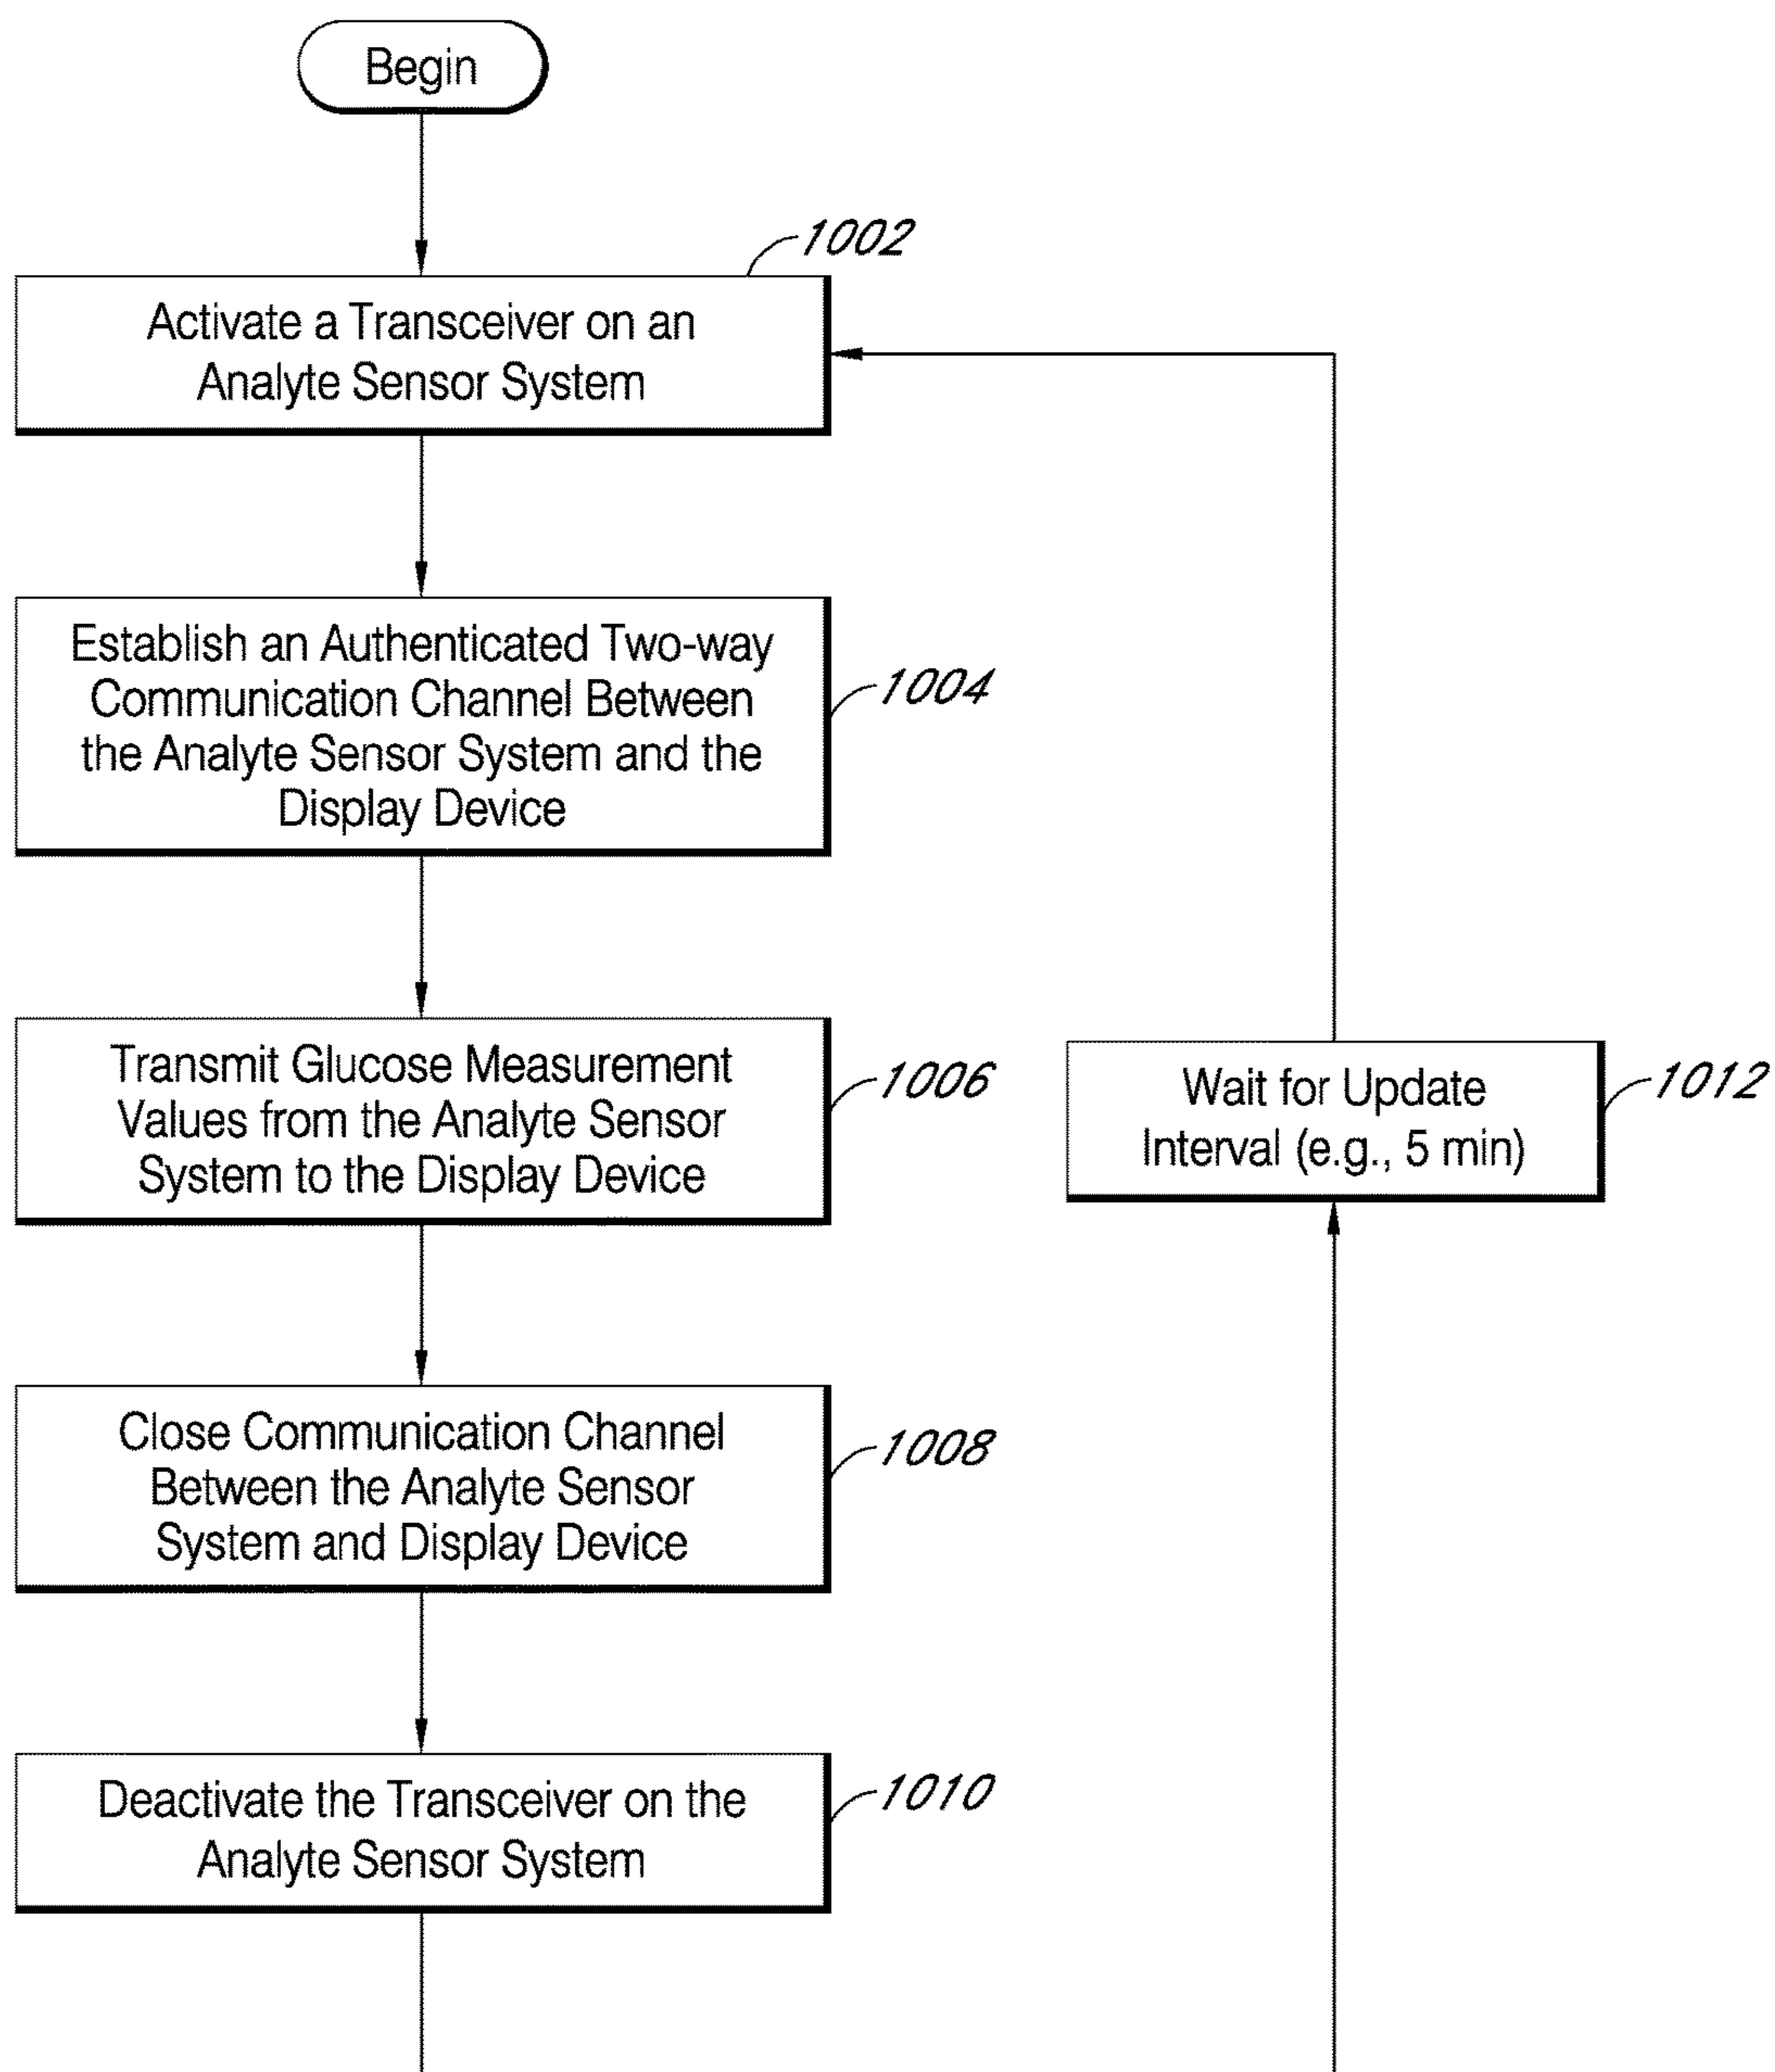 Begin
1002
Activate a Transceiver on an
Analyte Sensor System
Establish an Authenticated Two-way
Communication Channel Between
the Analyte Sensor System and the
Display Device
1004
Transmit Glucose Measurement
Values from the Analyte Sensor
System to the Display Device
1006
Wait for Update
Interval (e.g., 5 min)
1012
Close Communication Channel
Between the Analyte Sensor
System and Display Device
1008
Deactivate the Transceiver on the
Analyte Sensor System
1010